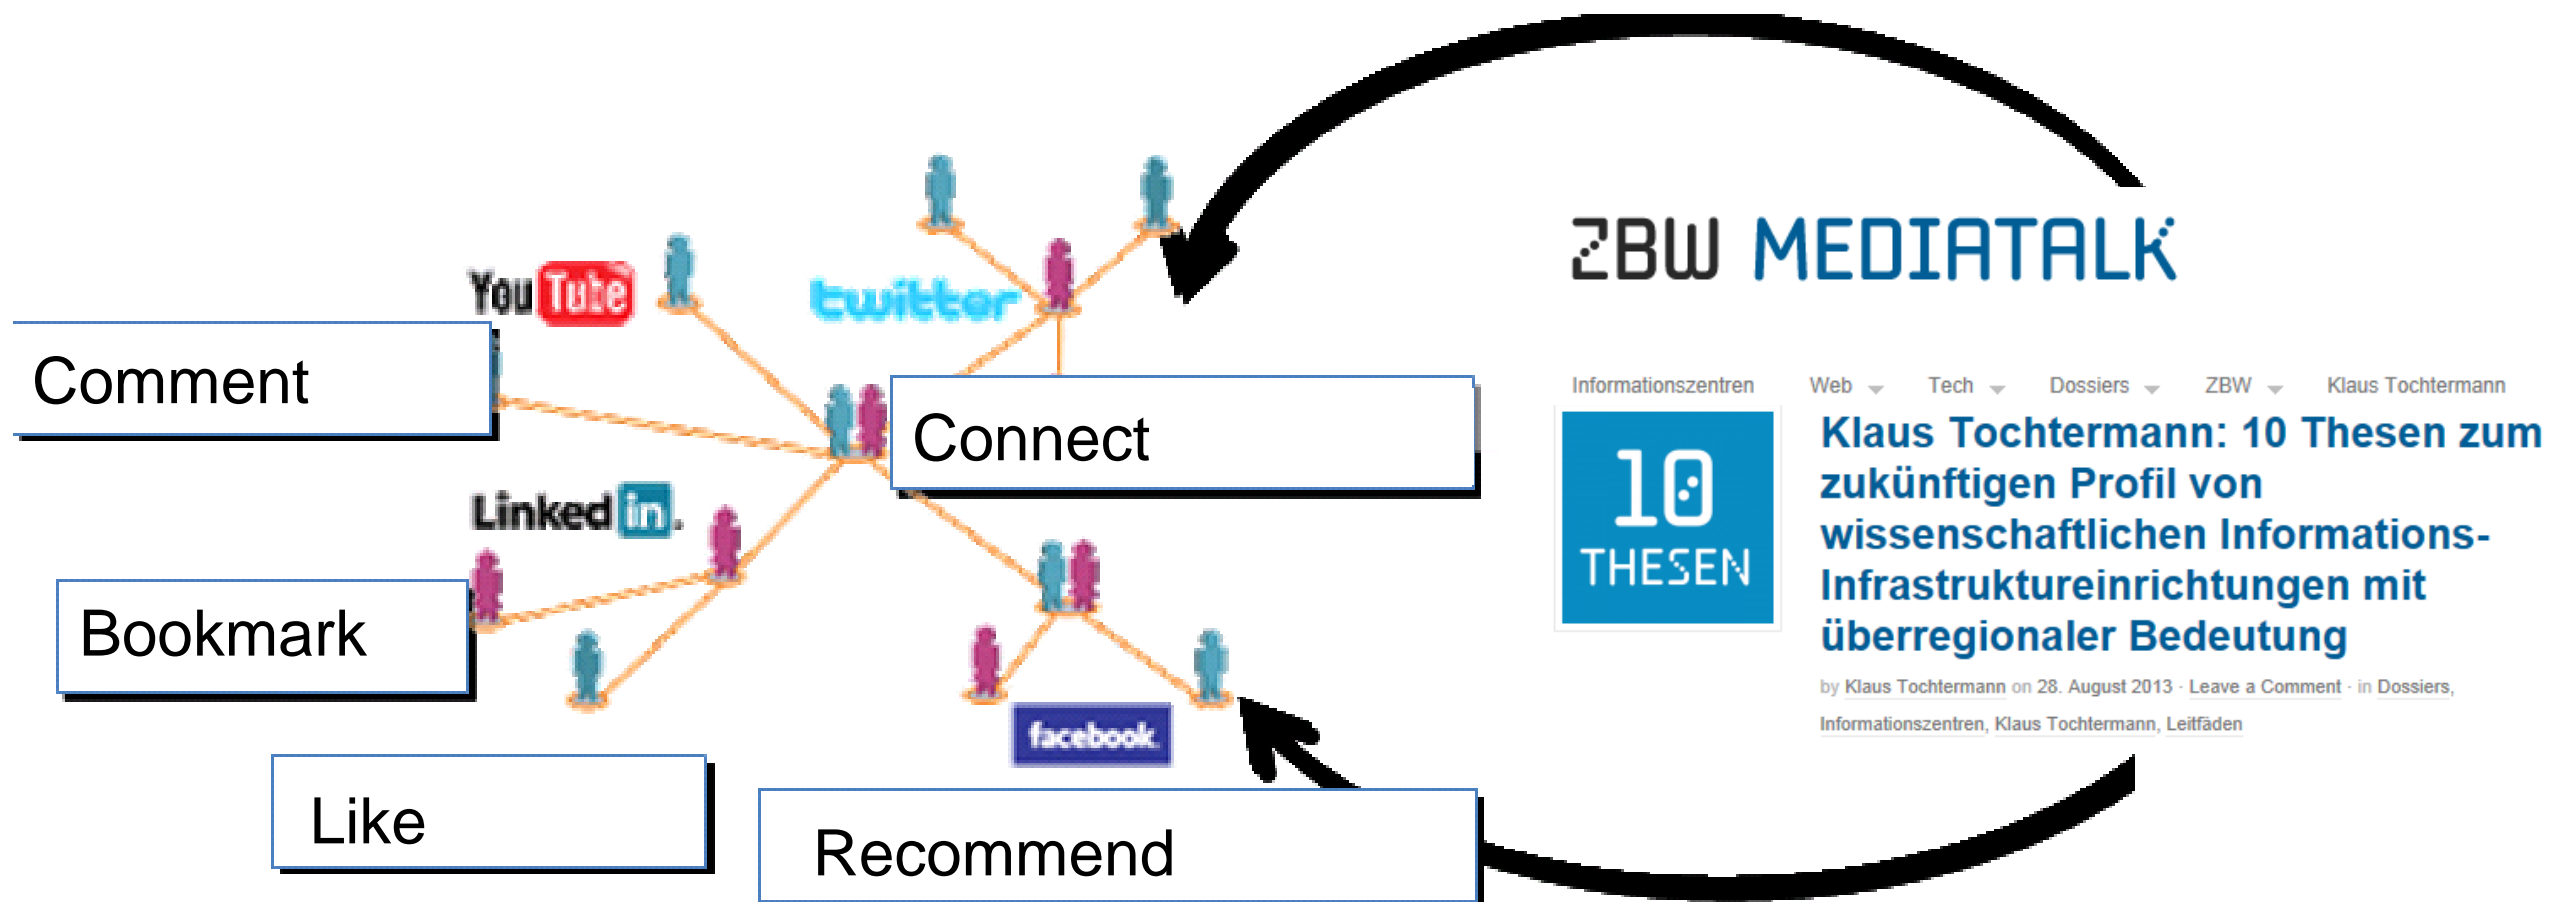 YouTube
twitter
Comment
Connect
LinkedIn.
Bookmark
facebook.
Like
Recommend
ZBW MEDIATALK
Informationszentren Web Tech Dossiers ZBW Klaus Tochtermann
10
THESEN
Klaus Tochtermann: 10 Thesen zum
zukünftigen Profil von
wissenschaftlichen Informations-
Infrastruktureinrichtungen mit
überregionaler Bedeutung
by Klaus Tochtermann on 28. August 2013 · Leave a Comment · in Dossiers,
Informationszentren, Klaus Tochtermann, Leitfäden